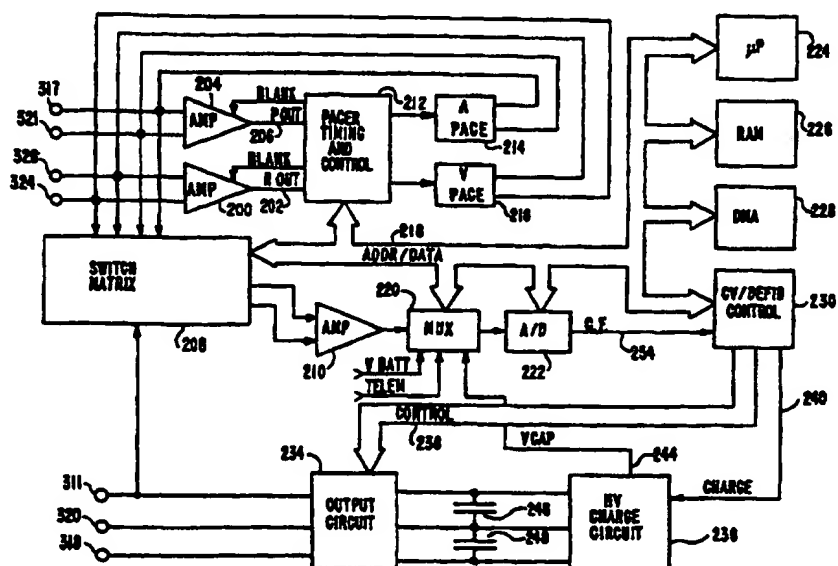 204
212
317
AMP
BLANK
P OUT
206
PACER
TIMING
AND
CONTROL
A
PACE
214
µP
224
321
326
AMP
BLANK
R OUT
202
200
V
PACE
216
RAM
226
324
218
ADDR/DATA
DMA
228
SWITCH
MATRIX
208
AMP
210
220
MUX
A/D
222
G.F
254
CV/DEFIB
CONTROL
230
V BATT
TELEM
CONTROL
238
VCAP
244
240
CHARGE
234
OUTPUT
CIRCUIT
311
320
318
246
248
HV
CHARGE
CIRCUIT
236